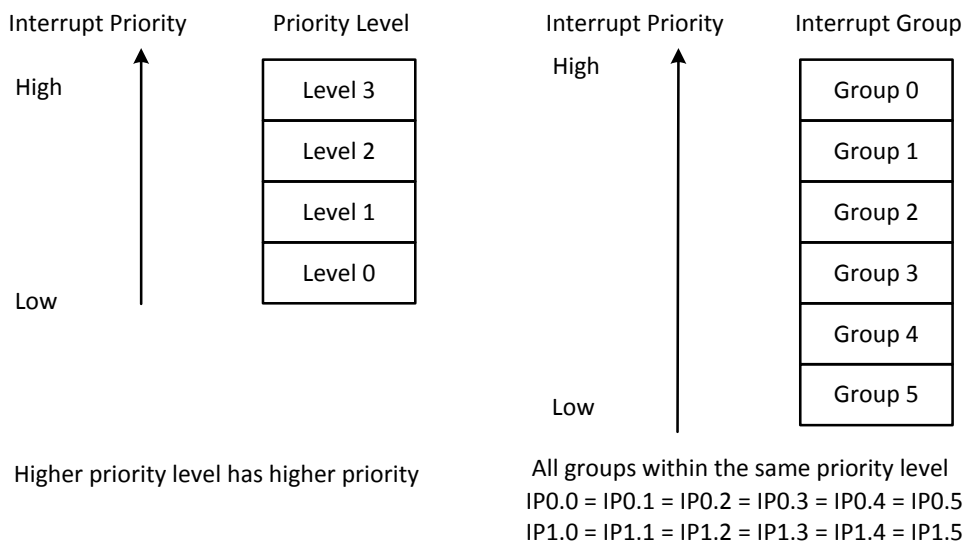 Interrupt Priority
Priority Level
High
Level 3
Level 2
Level 1
Level 0
Low
Higher priority level has higher priority
Interrupt Priority
Interrupt Group
High
Group 0
Group 1
Group 2
Group 3
Group 4
Group 5
Low
All groups within the same priority level
IP0.0 = IP0.1 = IP0.2 = IP0.3 = IP0.4 = IP0.5
IP1.0 = IP1.1 = IP1.2 = IP1.3 = IP1.4 = IP1.5